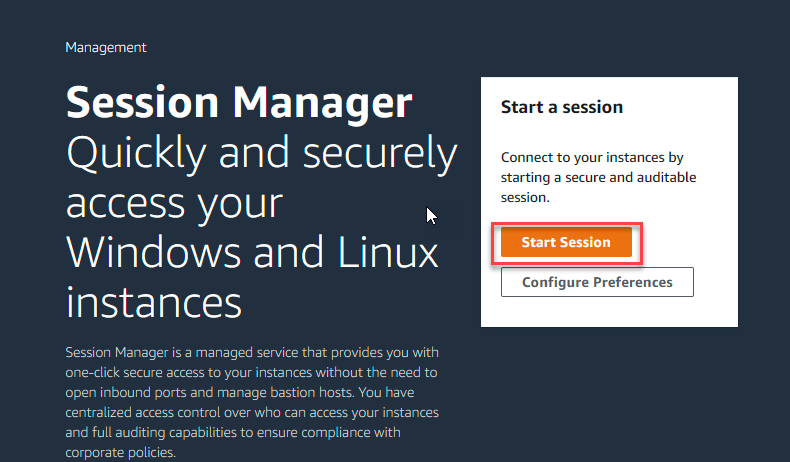 Management
Session Manager
Quickly and securely
access your
Windows and Linux
instances
Session Manager is a managed service that provides you with
one-click secure access to your instances without the need to
open inbound ports and manage bastion hosts. You have
centralized access control over who can access your instances
and full auditing capabilities to ensure compliance with
corporate policies.
Start a session
Connect to your instances by
starting a secure and auditable
session.
Start Session
Configure Preferences